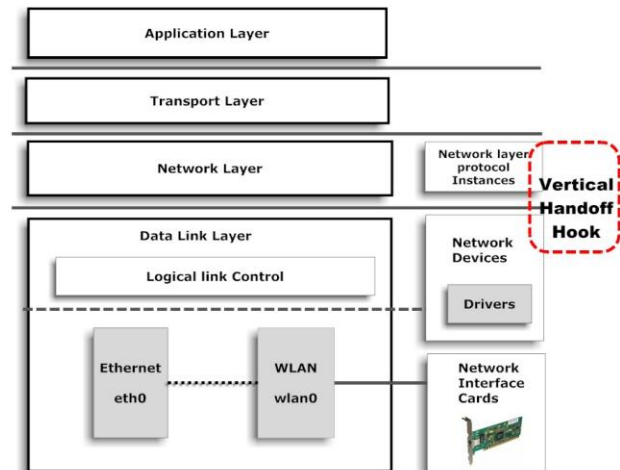 Application Layer
Transport Layer
Network Layer
Network layer
protocol
Instances
Vertical
Handoff
Hook
Data Link Layer
Logical link Control
Network
Devices
Drivers
Ethernet
eth0
WLAN
wlan0
Network
Interface
Cards